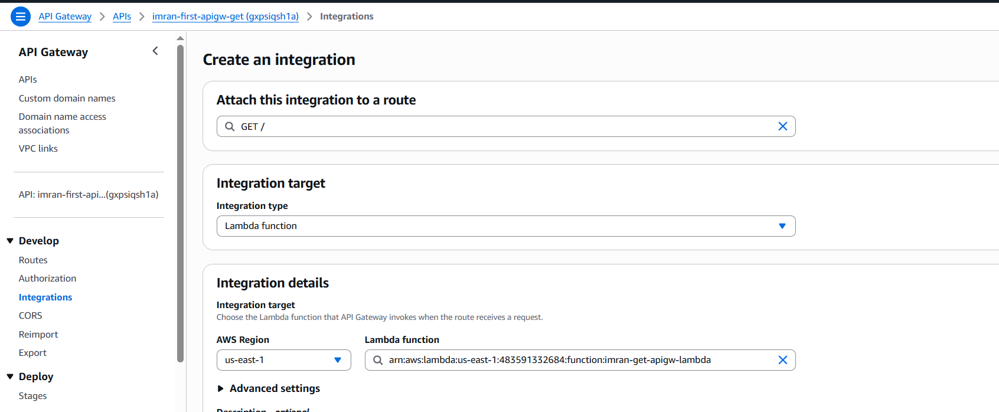 API Gateway > APIs > imran-first-apigw-get (gxpsiqsh1a) > Integrations
API Gateway
APIs
Custom domain names
Domain name access
associations
VPC links
API: imran-first-api...(gxpsiqsh1a)
Develop
Routes
Authorization
Integrations
CORS
Reimport
Export
Deploy
Stages
Create an integration
Attach this integration to a route
GET /
Integration target
Integration type
Lambda function
Integration details
Integration target
Choose the Lambda function that API Gateway invokes when the route receives a request.
AWS Region
Lambda function
us-east-1
arn:aws:lambda:us-east-1:483591332684:function:imran-get-apigw-lambda
Advanced settings
Description - optional